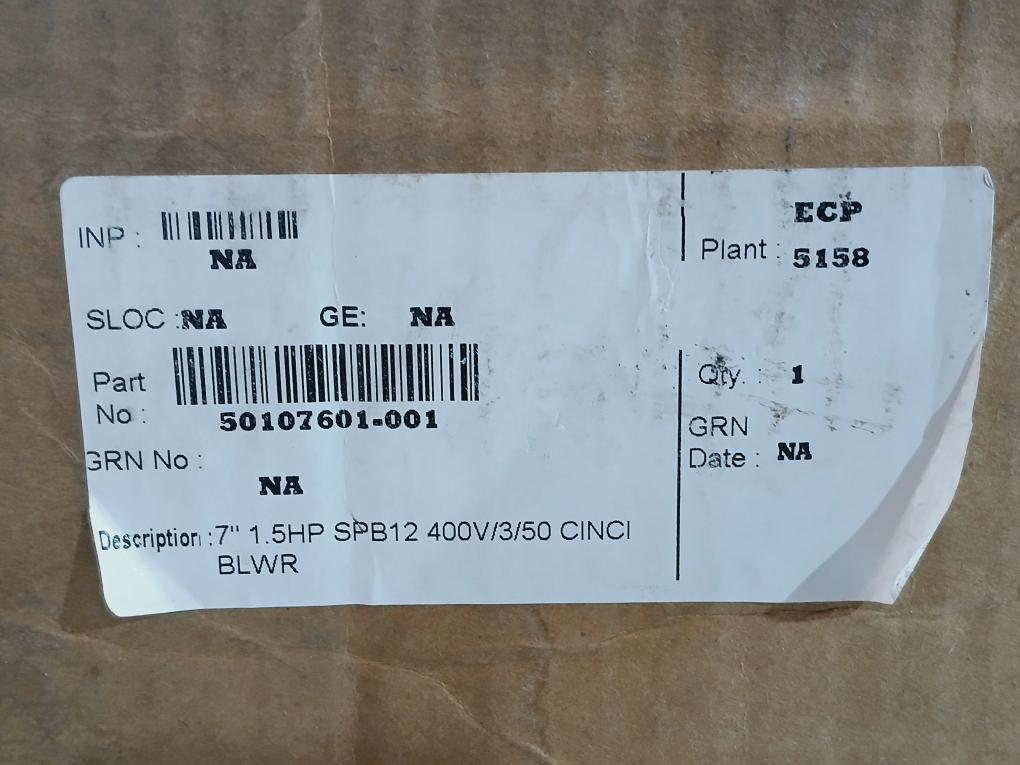 INP : NA
ECP
Plant : 5158
SLOC :NA GE: NA
Part No : 50107601-001
Qty. : 1
GRN No : NA
GRN Date : NA
Description :7" 1.5HP SPB12 400V/3/50 CINCI
BLWR